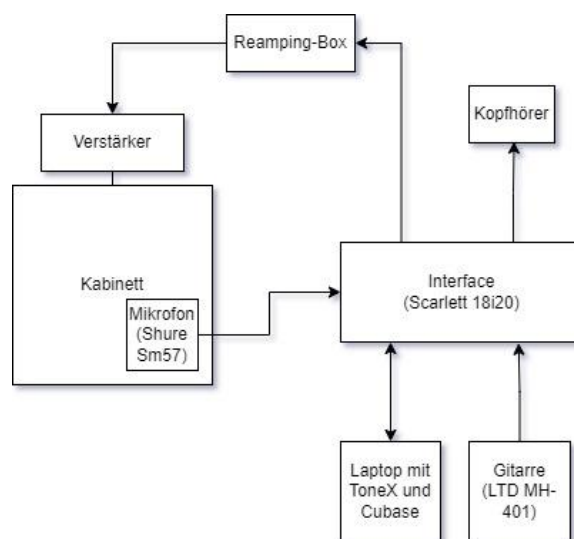 Reamping-Box
Kopfhörer
Verstärker
Kabinett
Interface
(Scarlett 18i20)
Mikrofon
(Shure
Sm57)
Laptop mit
ToneX und
Cubase
Gitarre
(LTD MH-
401)